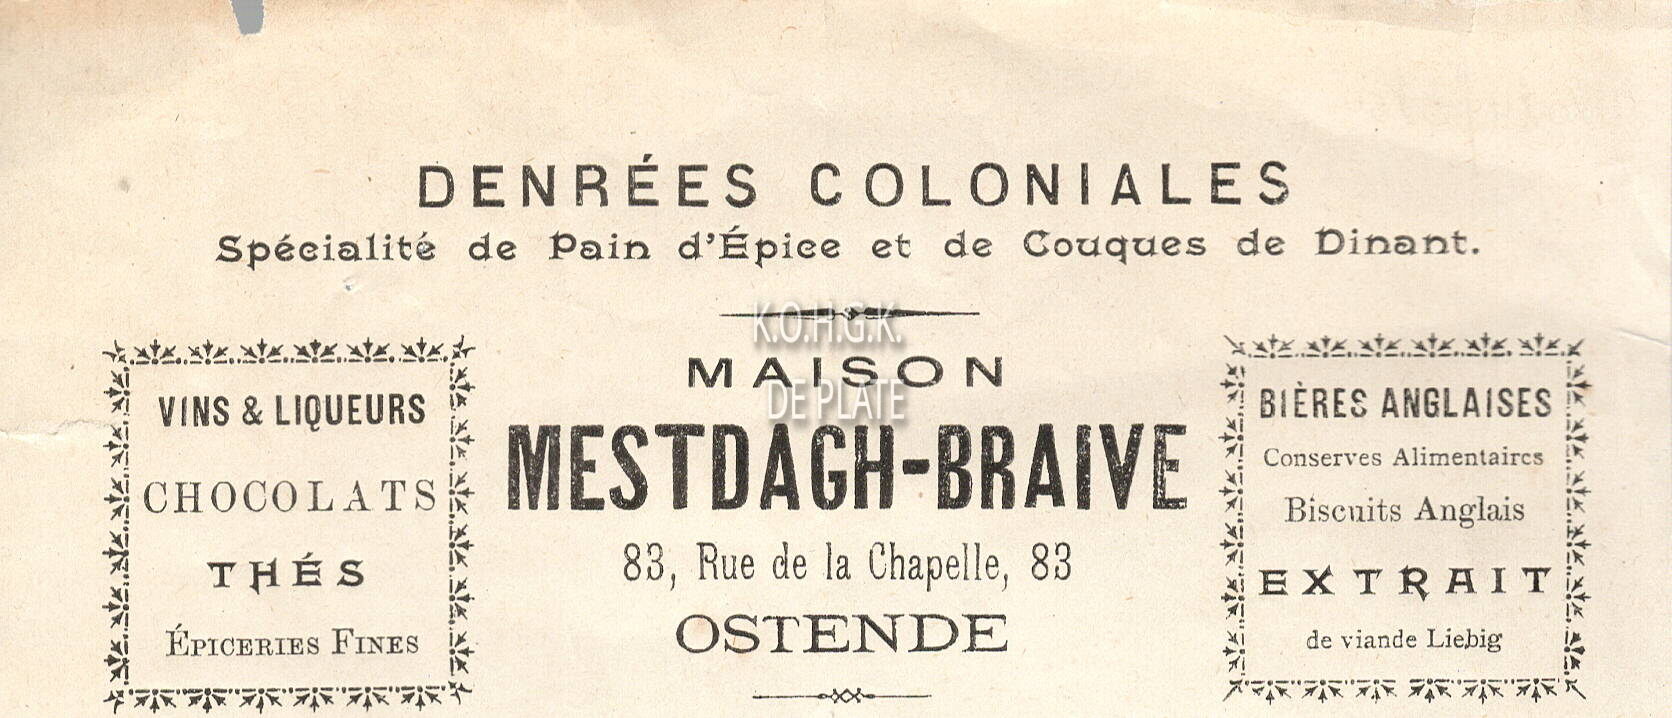 DENRÉES COLONIALES
Spécialité de Pain d'Épice et de Couques de Dinant.
K.O.H.G.K.
DE PLATE
MAISON
MESTDAGH-BRAIVE
83, Rue de la Chapelle, 83
OSTENDE
VINS & LIQUEURS
CHOCOLATS
THÉS
ÉPICERIES FINES
BIÈRES ANGLAISES
Conserves Alimentaires
Biscuits Anglais
EXTRAIT
de viande Liebig